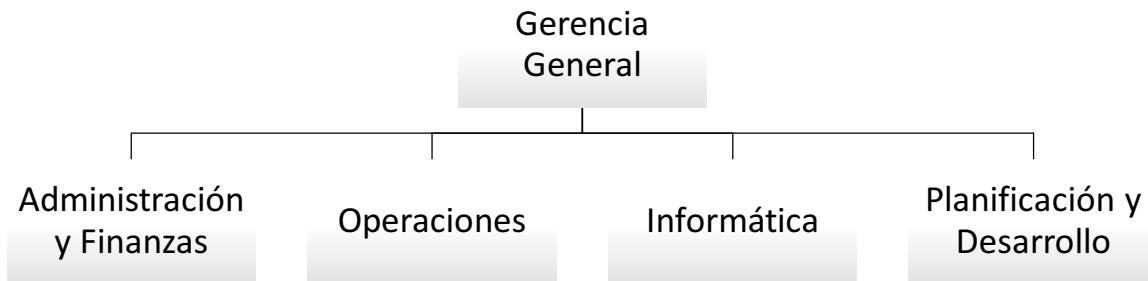 Gerencia
General
Administración
y Finanzas
Operaciones
Informática
Planificación y
Desarrollo